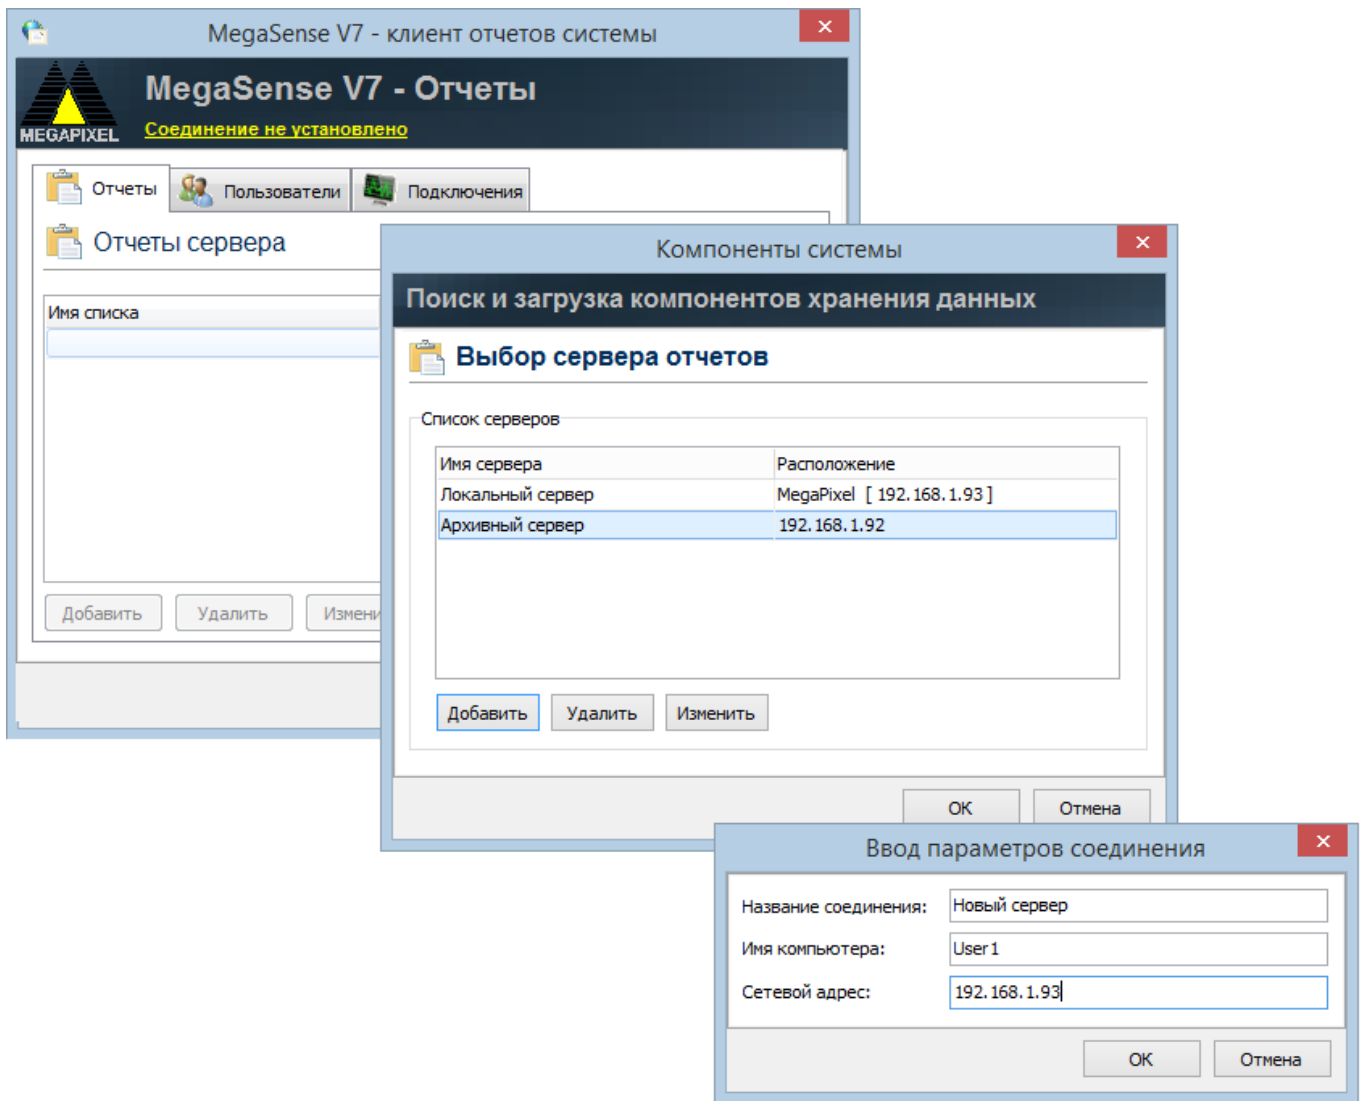 MegaSense V7 - клиент отчетов системы
MegaSense V7 - Отчеты
MEGAPIXEL
Соединение не установлено
Отчеты
Пользователи
Подключения
Отчеты сервера
Имя списка
Добавить
Удалить
Измени
Компоненты системы
Поиск и загрузка компонентов хранения данных
Выбор сервера отчетов
Список серверов
Имя сервера Расположение
Локальный сервер MegaPixel [ 192.168.1.93 ]
Архивный сервер 192.168.1.92
Добавить Удалить Изменить
OK Отмена
Ввод параметров соединения
Название соединения: Новый сервер
Имя компьютера: User1
Сетевой адрес: 192.168.1.93
OK Отмена